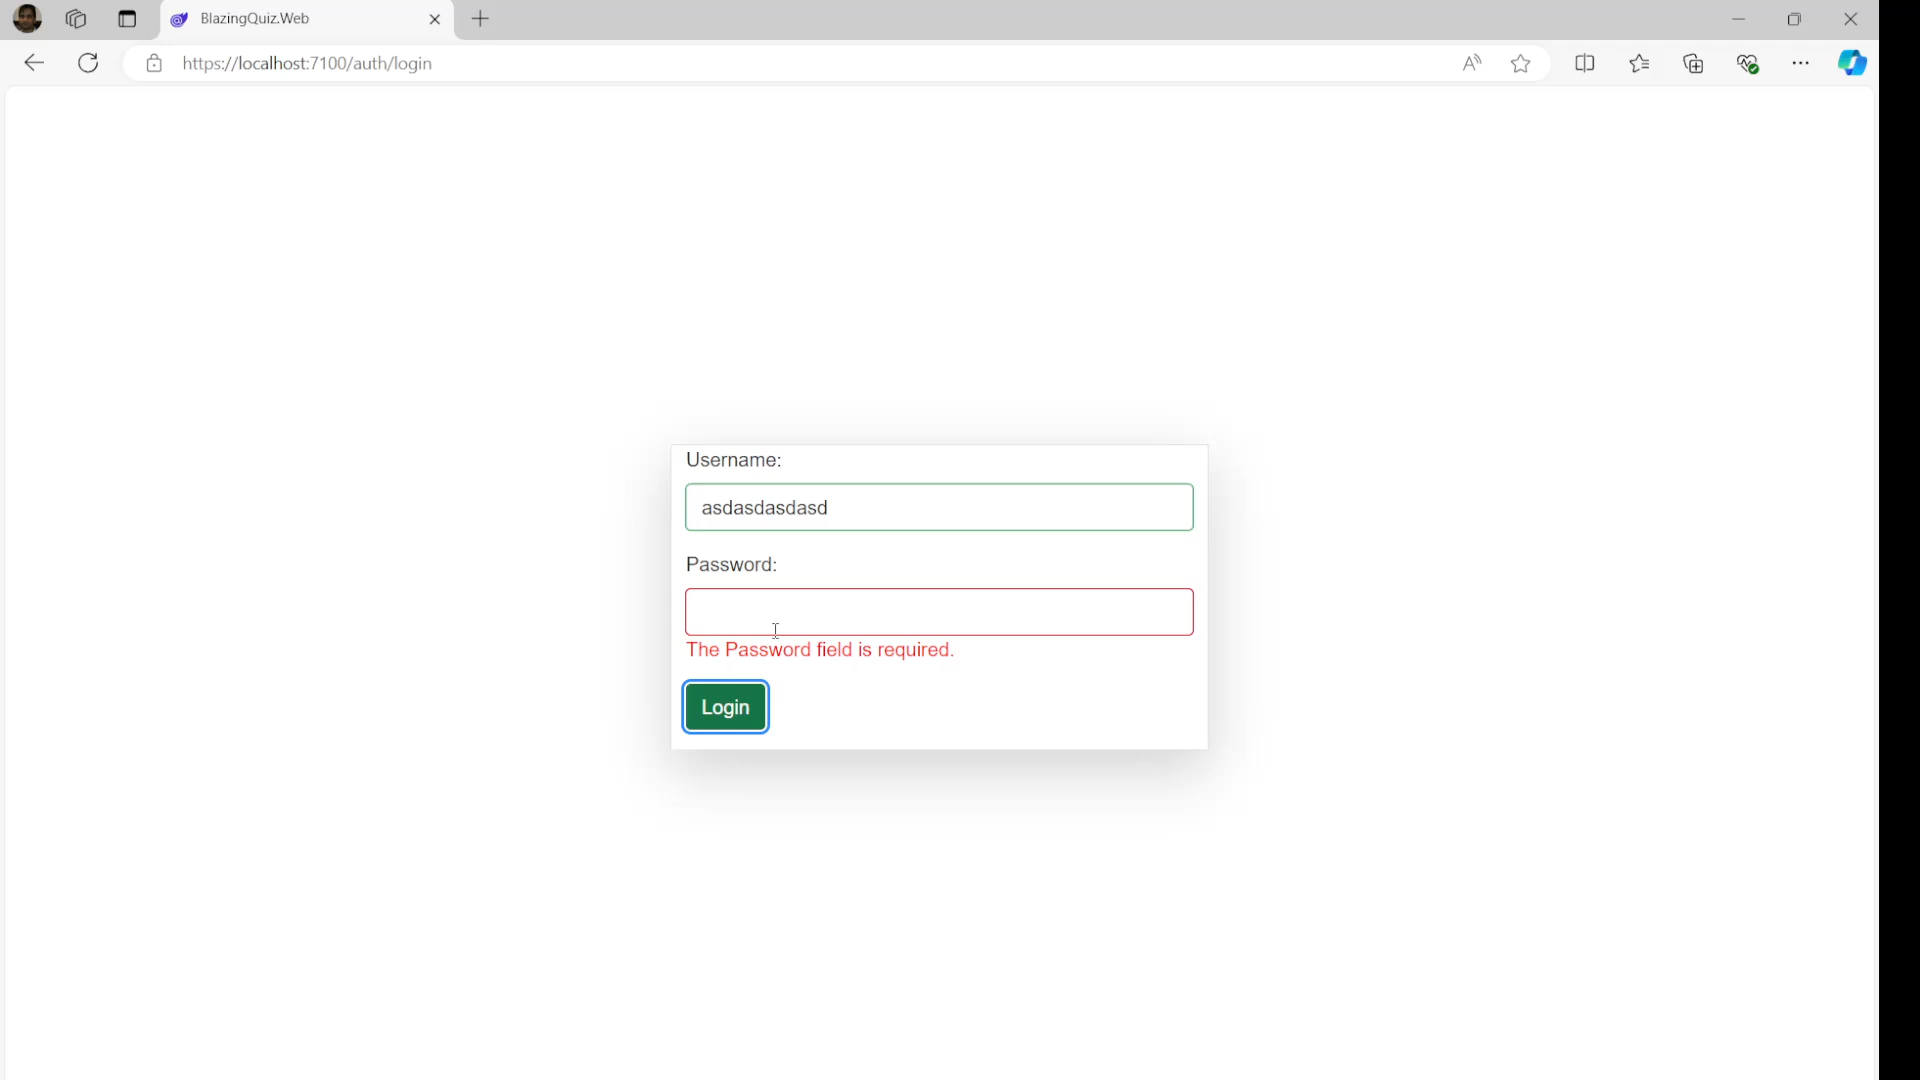 BlazingQuiz.Web
https://localhost:7100/auth/login
Username:
asdasdasdasd
Password:
The Password field is required.
Login